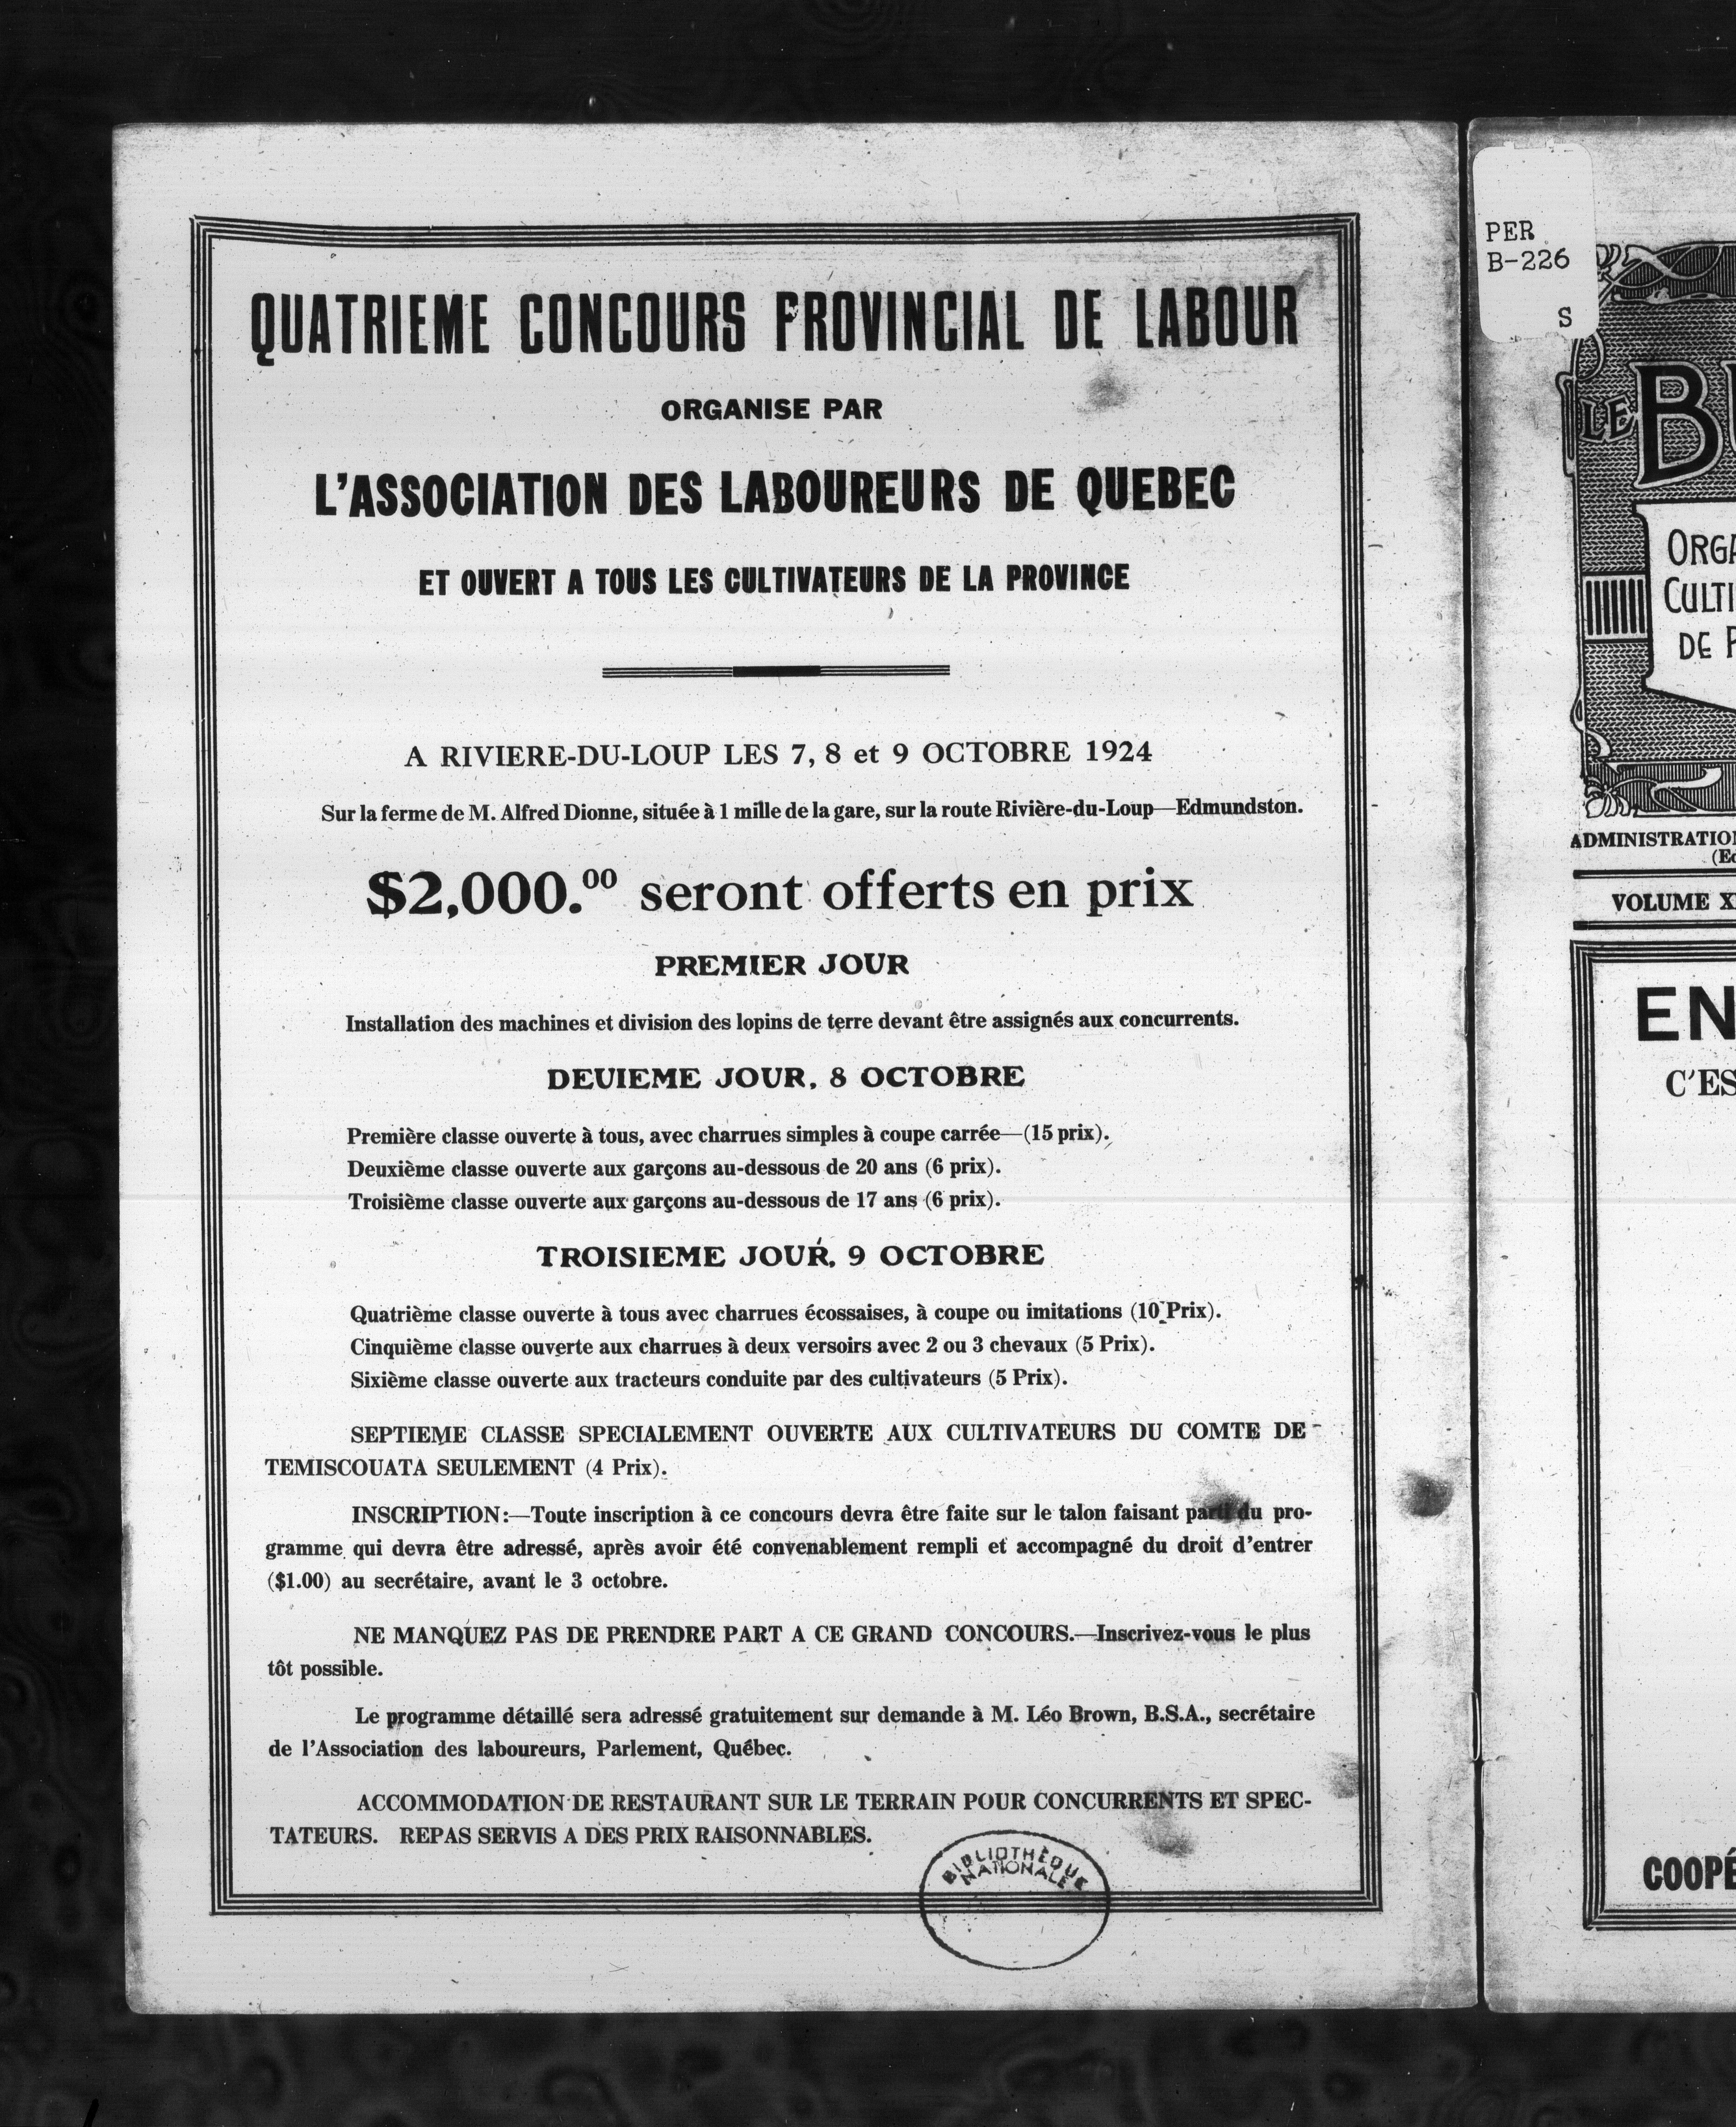 QUATRIEME CONCOURS PROVINCIAL DE LABOUR
ORGANISE PAR
L'ASSOCIATION DES LABOUREURS DE QUEBEC
ET OUVERT A TOUS LES CULTIVATEURS DE LA PROVINCE
A RIVIERE-DU-LOUP LES 7, 8 et 9 OCTOBRE 1924
Sur la ferme de M. Alfred Dionne, située à 1 mille de la gare, sur la route Rivière-du-Loup—Edmundston.
$2,000.00 seront offerts en prix
PREMIER JOUR
Installation des machines et division des lopins de terre devant être assignés aux concurrents.
DEUIEME JOUR, 8 OCTOBRE
Première classe ouverte à tous, avec charrues simples à coupe carrée—(15 prix).
Deuxième classe ouverte aux garçons au-dessous de 20 ans (6 prix).
Troisième classe ouverte aux garçons au-dessous de 17 ans (6 prix).
TROISIEME JOUR, 9 OCTOBRE
Quatrième classe ouverte à tous avec charrues écossaises, à coupe ou imitations (10 Prix).
Cinquième classe ouverte aux charrues à deux versoirs avec 2 ou 3 chevaux (5 Prix).
Sixième classe ouverte aux tracteurs conduite par des cultivateurs (5 Prix).
SEPTIEME CLASSE SPECIALEMENT OUVERTE AUX CULTIVATEURS DU COMTE DE
TEMISCOUATA SEULEMENT (4 Prix).
INSCRIPTION:—Toute inscription à ce concours devra être faite sur le talon faisant parti du pro-
gramme qui devra être adressé, après avoir été convenablement rempli et accompagné du droit d'entrer
($1.00) au secrétaire, avant le 3 octobre.
NE MANQUEZ PAS DE PRENDRE PART A CE GRAND CONCOURS.—Inscrivez-vous le plus
tôt possible.
Le programme détaillé sera adressé gratuitement sur demande à M. Léo Brown, B.S.A., secrétaire
de l'Association des laboureurs, Parlement, Québec.
ACCOMMODATION DE RESTAURANT SUR LE TERRAIN POUR CONCURRENTS ET SPEC-
TATEURS. REPAS SERVIS A DES PRIX RAISONNABLES.
BIBLIOTHÈQUE
NATIONALE
PER
B-226
S
LE BU
ORGA
CULTI
DE P
ADMINISTRATIO
(Ed
VOLUME X
EN
C'ES
COOPÉ